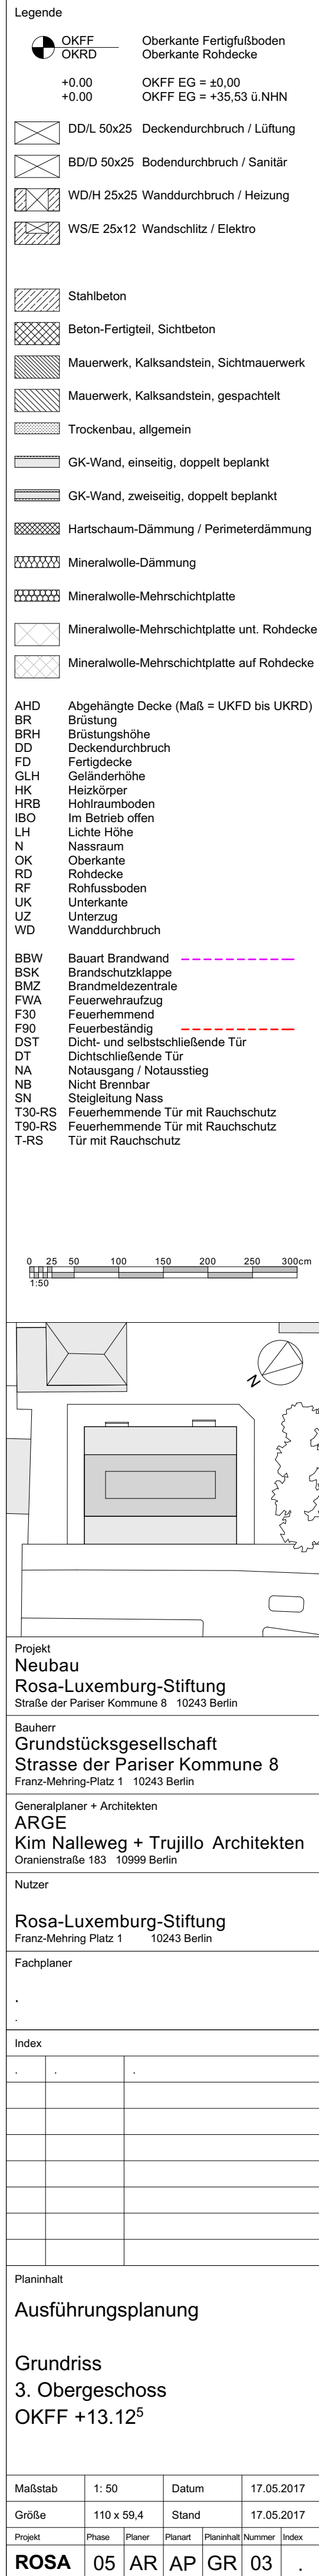 Legende
OKFF Oberkante Fertigfußboden
OKRD Oberkante Rohdecke
+0.00 OKFF EG = ±0,00
+0.00 OKFF EG = +35,53 ü.NHN
DD/L 50x25 Deckendurchbruch / Lüftung
BD/D 50x25 Bodendurchbruch / Sanitär
WD/H 25x25 Wanddurchbruch / Heizung
WS/E 25x12 Wandschlitz / Elektro
Stahlbeton
Beton-Fertigteil, Sichtbeton
Mauerwerk, Kalksandstein, Sichtmauerwerk
Mauerwerk, Kalksandstein, gespachtelt
Trockenbau, allgemein
GK-Wand, einseitig, doppelt beplankt
GK-Wand, zweiseitig, doppelt beplankt
Hartschaum-Dämmung / Perimeterdämmung
Mineralwolle-Dämmung
Mineralwolle-Mehrschichtplatte
Mineralwolle-Mehrschichtplatte unt. Rohdecke
Mineralwolle-Mehrschichtplatte auf Rohdecke
AHD Abgehängte Decke (Maß = UKFD bis UKRD)
BR Brüstung
BRH Brüstungshöhe
DD Deckendurchbruch
FD Fertigdecke
GLH Geländerhöhe
HK Heizkörper
HRB Hohlraumboden
IBO Im Betrieb offen
LH Lichte Höhe
N Nassraum
OK Oberkante
RD Rohdecke
RF Rohfussboden
UK Unterkante
UZ Unterzug
WD Wanddurchbruch
BBW Bauart Brandwand
BSK Brandschutzklappe
BMZ Brandmeldezentrale
FWA Feuerwehraufzug
F30 Feuerhemmend
F90 Feuerbeständig
DST Dicht- und selbstschließende Tür
DT Dichtschließende Tür
NA Notausgang / Notausstieg
NB Nicht Brennbar
SN Steigleitung Nass
T30-RS Feuerhemmende Tür mit Rauchschutz
T90-RS Feuerhemmende Tür mit Rauchschutz
T-RS Tür mit Rauchschutz
0 25 50 100 150 200 250 300cm
1:50
N
Projekt
Neubau
Rosa-Luxemburg-Stiftung
Straße der Pariser Kommune 8 10243 Berlin
Bauherr
Grundstücksgesellschaft
Strasse der Pariser Kommune 8
Franz-Mehring-Platz 1 10243 Berlin
Generalplaner + Architekten
ARGE
Kim Nalleweg + Trujillo Architekten
Oranienstraße 183 10999 Berlin
Nutzer
Rosa-Luxemburg-Stiftung
Franz-Mehring Platz 1 10243 Berlin
Fachplaner
.
.
Index
. . .
Planinhalt
Ausführungsplanung
Grundriss
3. Obergeschoss
OKFF +13.12⁵
Maßstab 1: 50 Datum 17.05.2017
Größe 110 x 59,4 Stand 17.05.2017
Projekt Phase Planer Planart Planinhalt Nummer Index
ROSA 05 AR AP GR 03 .